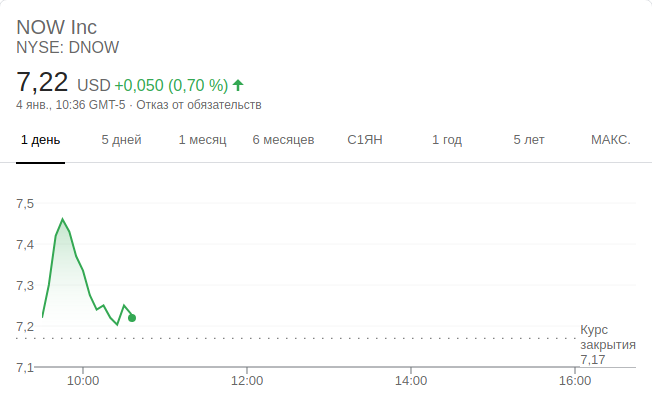 NOW Inc
NYSE: DNOW
7,22 USD +0,050 (0,70 %)
4 янв., 10:36 GMT-5 · Отказ от обязательств
1 день 5 дней 1 месяц 6 месяцев С1ЯН 1 год 5 лет МАКС.
7,5
7,4
7,3
7,2
Курс
закрытия
7,17
7,1
10:00 12:00 14:00 16:00